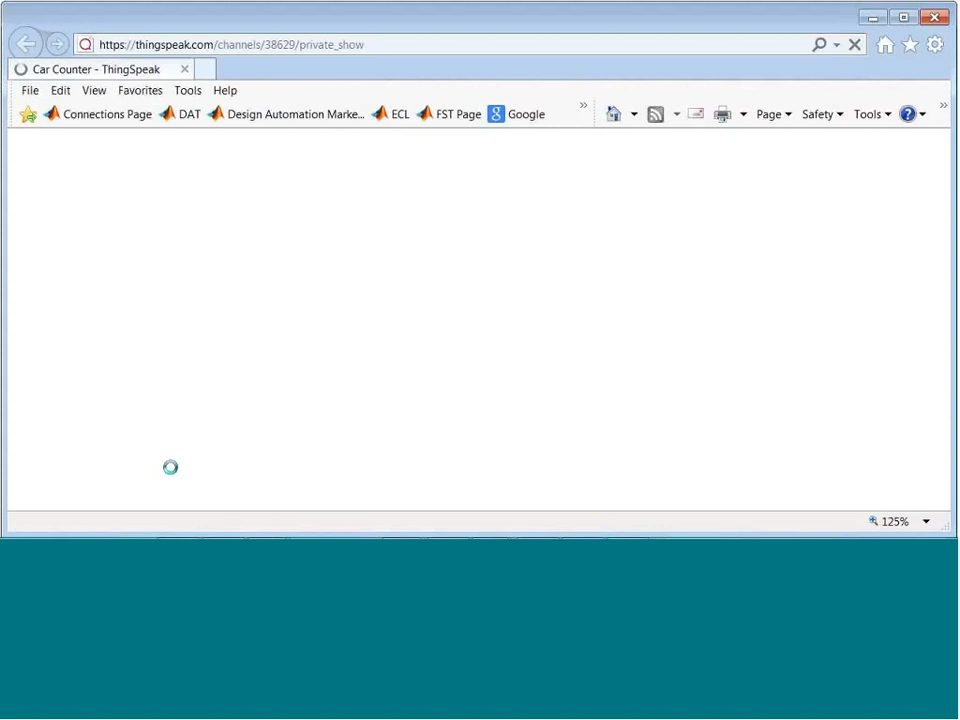 https://thingspeak.com/channels/38629/private_show
Car Counter - ThingSpeak
File Edit View Favorites Tools Help
Connections Page DAT Design Automation Marke... ECL FST Page Google » Page Safety Tools »
125%